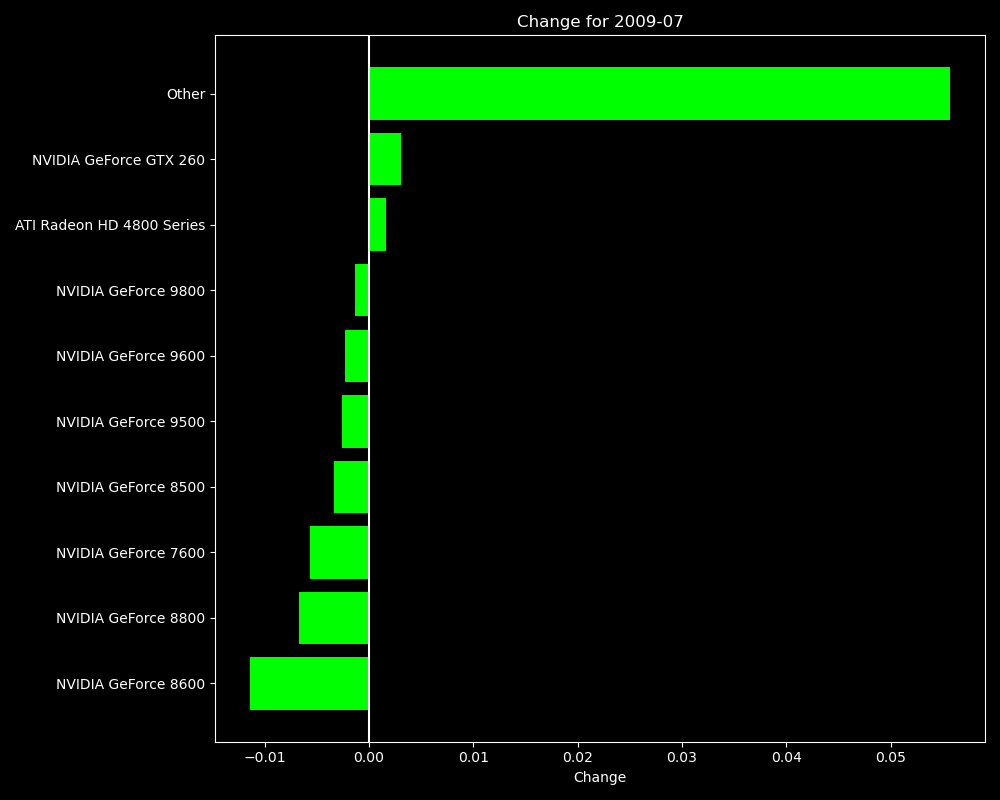 Change for 2009-07
Other
NVIDIA GeForce GTX 260
ATI Radeon HD 4800 Series
NVIDIA GeForce 9800
NVIDIA GeForce 9600
NVIDIA GeForce 9500
NVIDIA GeForce 8500
NVIDIA GeForce 7600
NVIDIA GeForce 8800
NVIDIA GeForce 8600
−0.01 0.00 0.01 0.02 0.03 0.04 0.05
Change